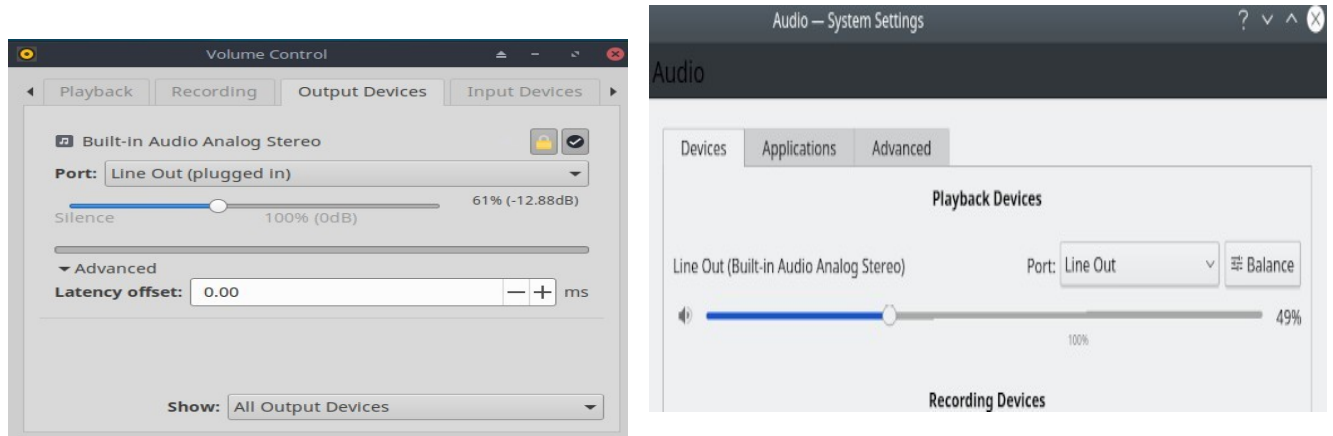 Volume Control
Playback Recording Output Devices Input Devices
Built-in Audio Analog Stereo
Port: Line Out (plugged in)
61% (-12.88dB)
Silence 100% (0dB)
Advanced
Latency offset: 0.00 ms
Show: All Output Devices
Audio — System Settings
Audio
Devices Applications Advanced
Playback Devices
Line Out (Built-in Audio Analog Stereo) Port: Line Out Balance
49%
100%
Recording Devices